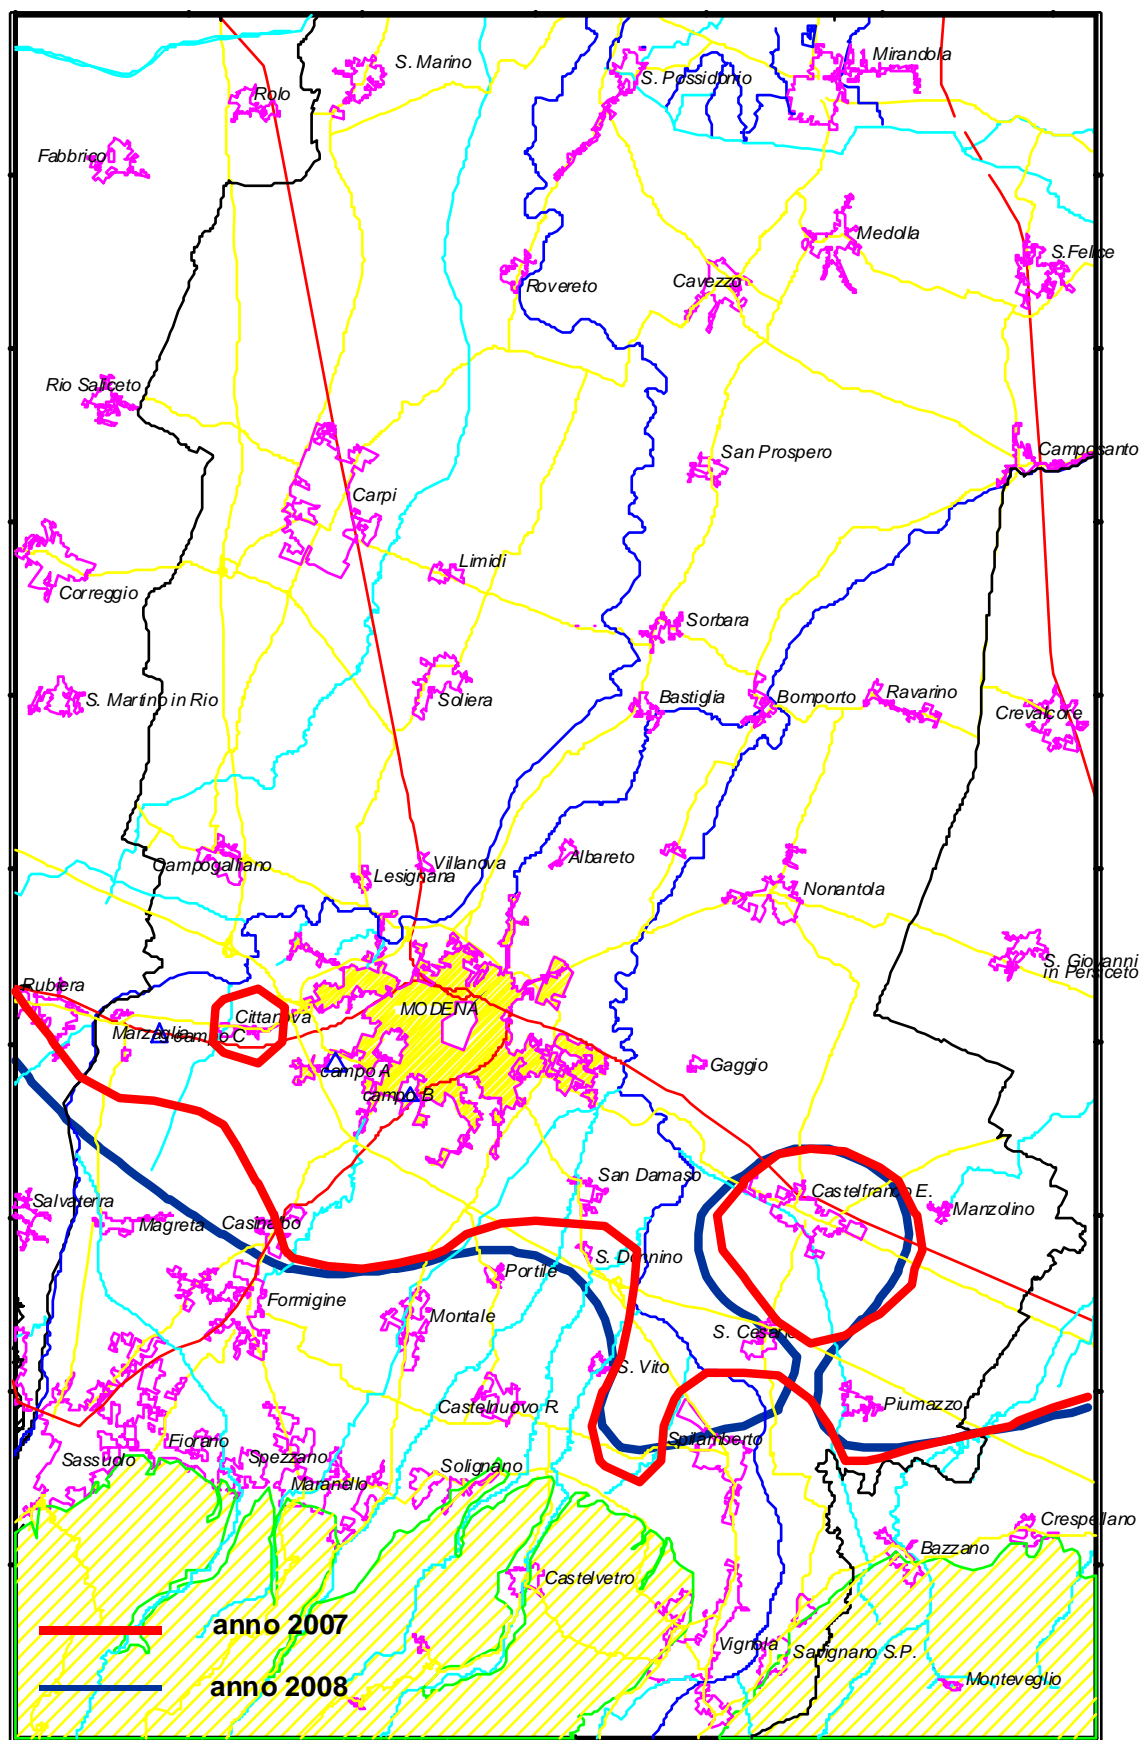 S. Marino
S. Possidonio
Mirandola
Rolo
Fabbrico
Medolla
S.Felice
Rovereto
Cavezzo
Rio Saliceto
San Prospero
Camposanto
Carpi
Limidi
Correggio
Sorbara
S. Martino in Rio
Soliera
Bastiglia
Bomporto
Ravarino
Crevalcore
Campogalliano
Villanova
Lesignana
Albareto
Nonantola
S. Giovanni
in Persiceto
Rubiera
Cittanova
MODENA
Marzaglia
campo C
campo A
campo B
Gaggio
San Damaso
Castelfranco E.
Manzolino
Salvaterra
Magreta
Casinalbo
S. Donnino
Portile
Formigine
Montale
S. Cesario
S. Vito
Castelnuovo R.
Piumazzo
Spilamberto
Fiorano
Sassuolo
Spezzano
Maranello
Solignano
Crespellano
Bazzano
Castelvetro
anno 2007
Vignola
Savignano S.P.
Monteveglio
anno 2008